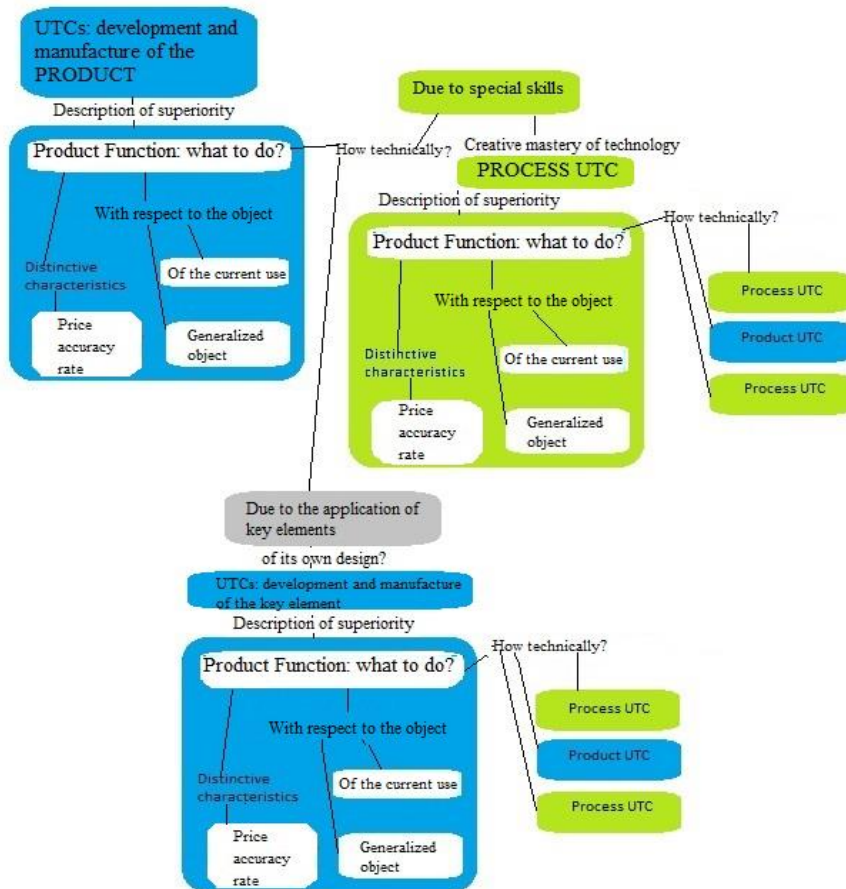 UTCs: development and
manufacture of the
PRODUCT
Description of superiority
Product Function: what to do?
With respect to the object
Of the current use
Distinctive
characteristics
Price
accuracy
rate
Generalized
object
How technically?
Due to special skills
Creative mastery of technology
PROCESS UTC
Description of superiority
Product Function: what to do?
With respect to the object
Of the current use
Distinctive
characteristics
Price
accuracy
rate
Generalized
object
How technically?
Process UTC
Product UTC
Process UTC
Due to the application of
key elements
of its own design?
UTCs: development and manufacture
of the key element
Description of superiority
Product Function: what to do?
With respect to the object
Of the current use
Distinctive
characteristics
Price
accuracy
rate
Generalized
object
How technically?
Process UTC
Product UTC
Process UTC